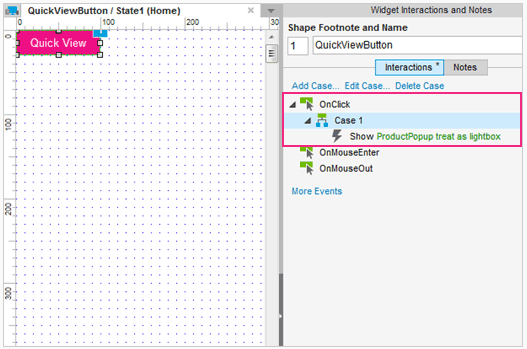 QuickViewButton / State1 (Home)
Widget Interactions and Notes
0
100
200
30
Shape Footnote and Name
1
QuickViewButton
Quick View
1
Interactions *
Notes
Add Case... Edit Case... Delete Case
OnClick
Case 1
Show ProductPopup treat as lightbox
OnMouseEnter
OnMouseOut
More Events
0
100
200
300